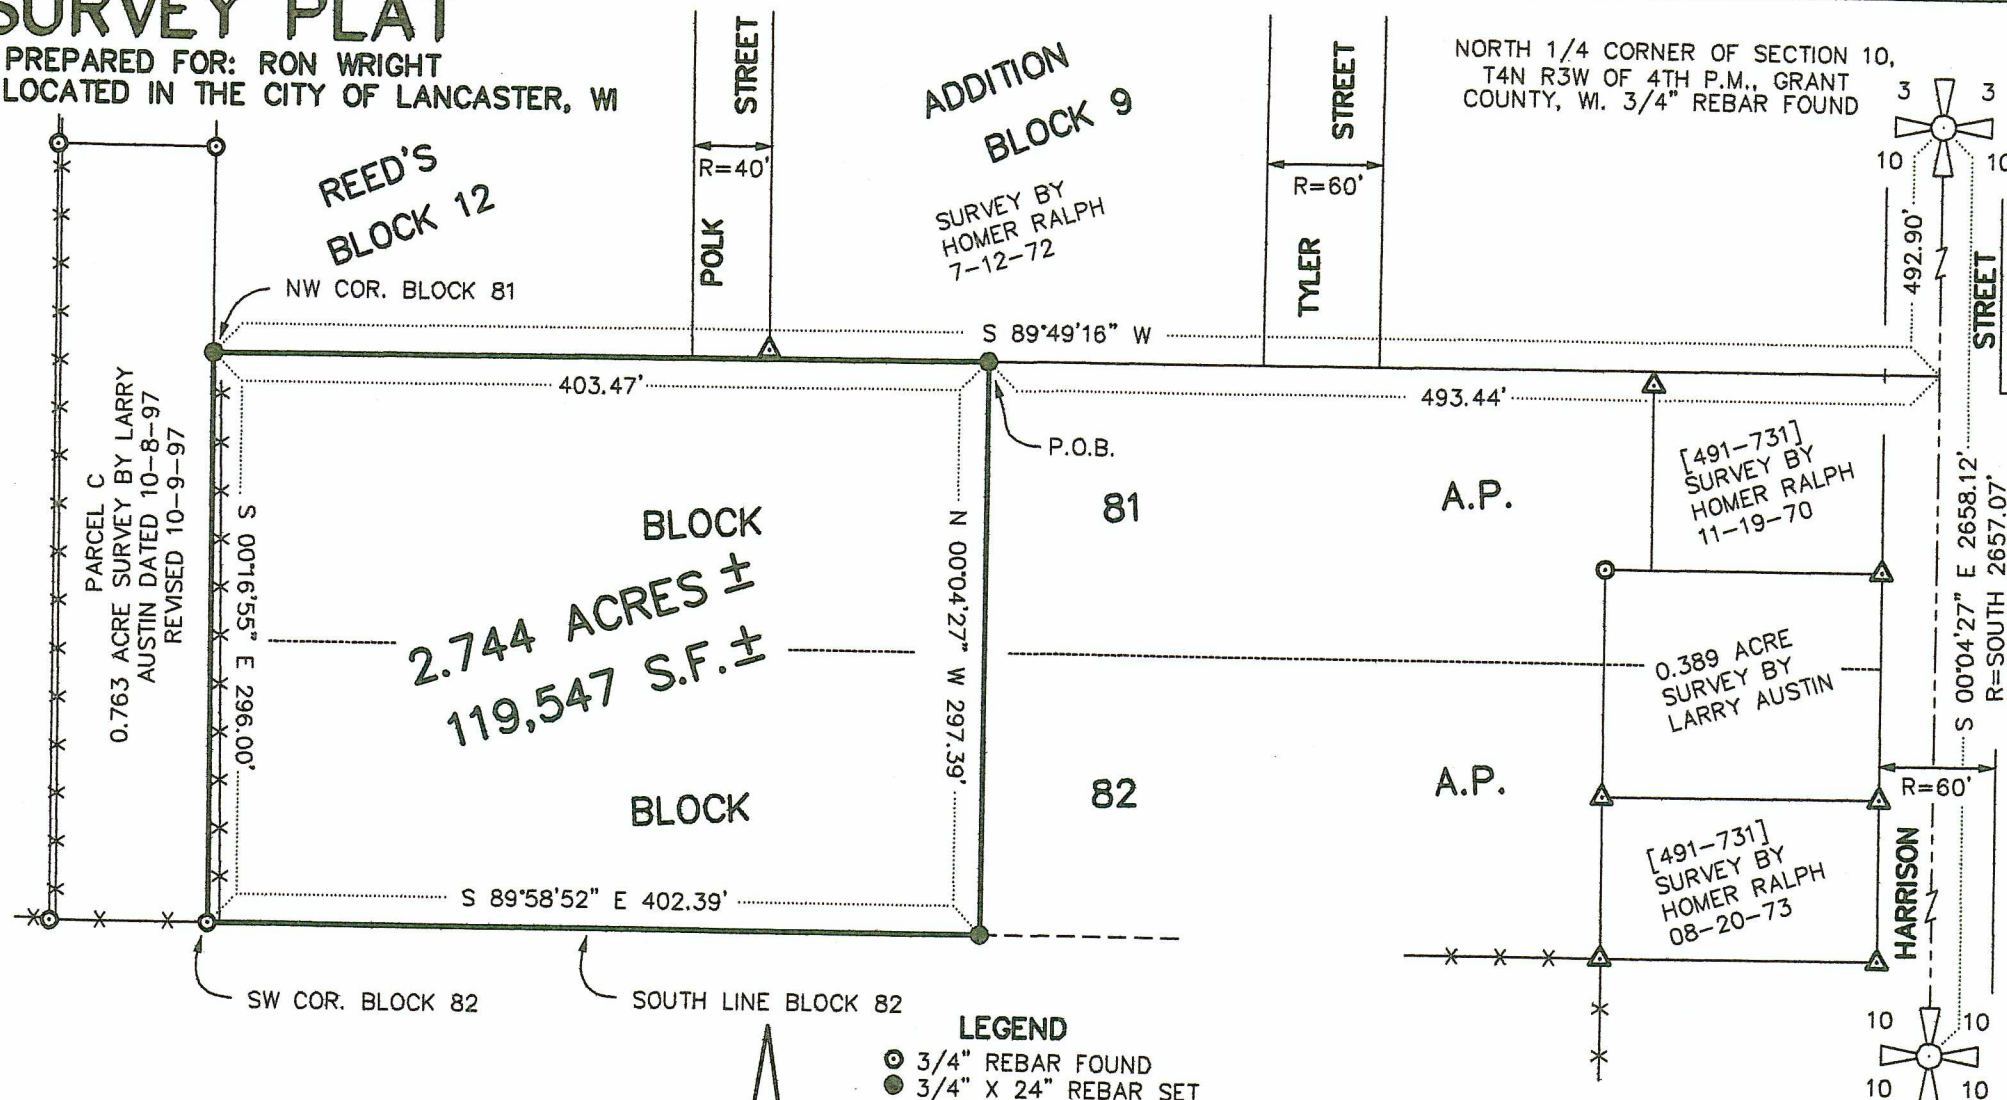 SURVEY PLAT
PREPARED FOR: RON WRIGHT
LOCATED IN THE CITY OF LANCASTER, WI
REED'S
BLOCK 12
POLK STREET
R=40'
ADDITION
BLOCK 9
SURVEY BY
HOMER RALPH
7-12-72
TYLER STREET
R=60'
NORTH 1/4 CORNER OF SECTION 10,
T4N R3W OF 4TH P.M., GRANT
COUNTY, WI. 3/4" REBAR FOUND
3 3
10 10
492.90'
NW COR. BLOCK 81
S 89°49'16" W
403.47'
493.44'
P.O.B.
PARCEL C
0.763 ACRE SURVEY BY LARRY
AUSTIN DATED 10-8-97
REVISED 10-9-97
S 00°16'55" E 296.00'
BLOCK
2.744 ACRES ±
119,547 S.F.±
BLOCK
N 00°04'27" W 297.39'
81
A.P.
82
A.P.
[491-731]
SURVEY BY
HOMER RALPH
11-19-70
0.389 ACRE
SURVEY BY
LARRY AUSTIN
[491-731]
SURVEY BY
HOMER RALPH
08-20-73
HARRISON STREET
S 00°04'27" E 2658.12'
R=SOUTH 2657.07'
R=60'
S 89°58'52" E 402.39'
SW COR. BLOCK 82
SOUTH LINE BLOCK 82
10 10
10 10
LEGEND
3/4" REBAR FOUND
3/4" X 24" REBAR SET